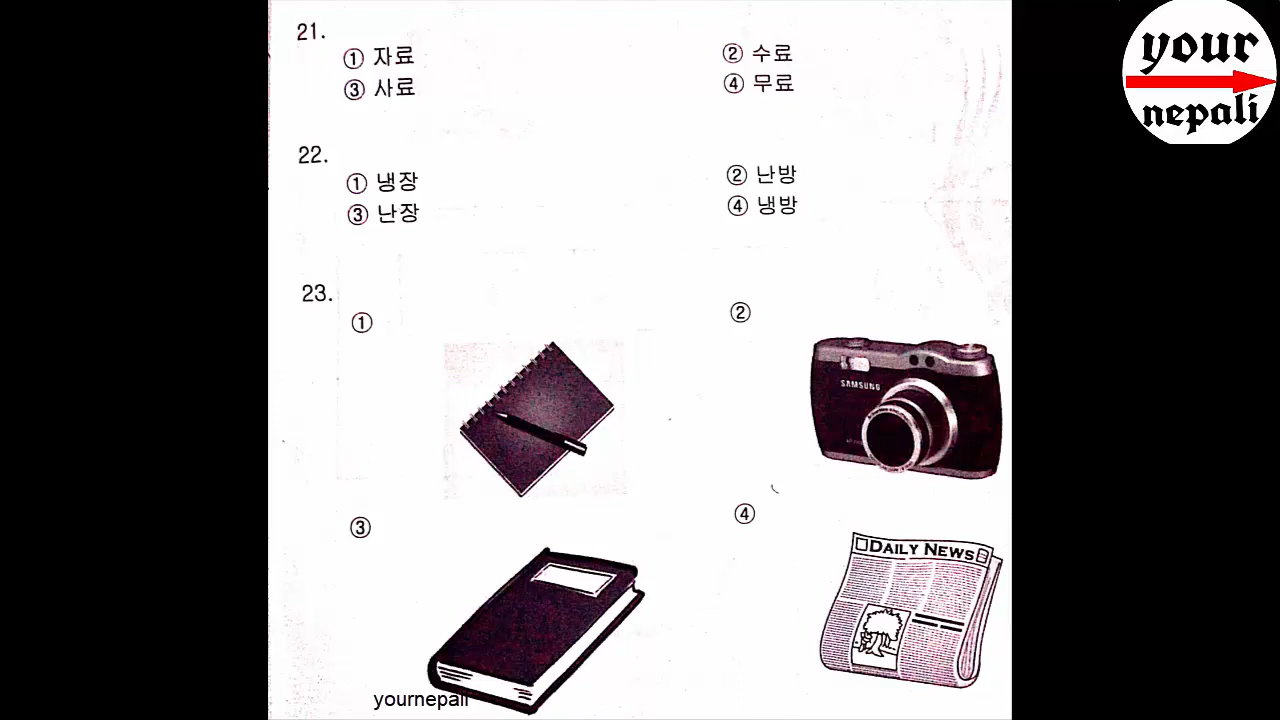 your
nepali
21.
① 자료
② 수료
③ 사료
④ 무료
22.
① 냉장
② 난방
③ 난장
④ 냉방
23.
①
②
SAMSUNG
③
④
DAILY NEWS
yournepali